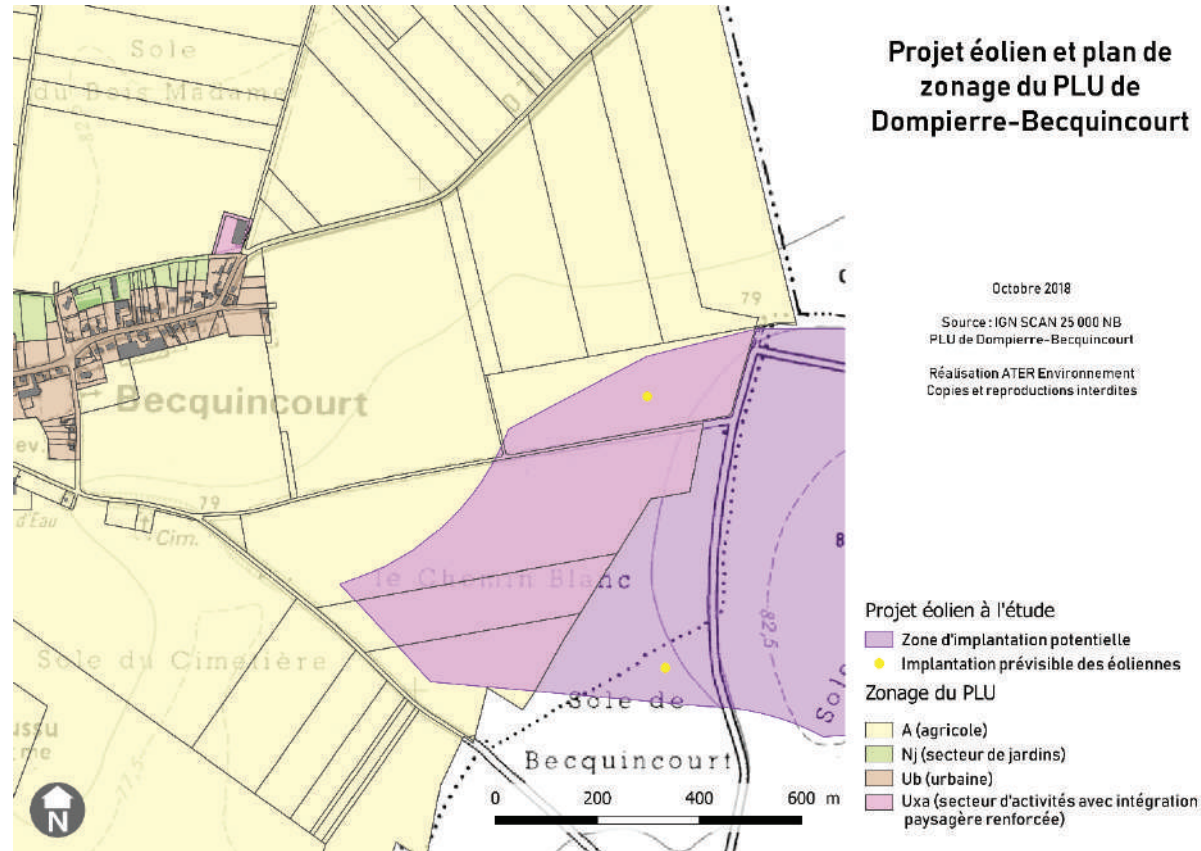 Projet éolien et plan de
zonage du PLU de
Dompierre-Becquincourt
Octobre 2018
Source : IGN SCAN 25 000 NB
PLU de Dompierre-Becquincourt
Réalisation ATER Environnement
Copies et reproductions interdites
Projet éolien à l'étude
Zone d'implantation potentielle
Implantation prévisible des éoliennes
Zonage du PLU
A (agricole)
Nj (secteur de jardins)
Ub (urbaine)
Uxa (secteur d'activités avec intégration
paysagère renforcée)
Sole
du Bois Madame
79
Becquincourt
79
d'Eau
Cim.
le Chemin Blanc
82,5
Sole du Cimetière
77,5
Sole de
Becquincourt
0 200 400 600 m
N